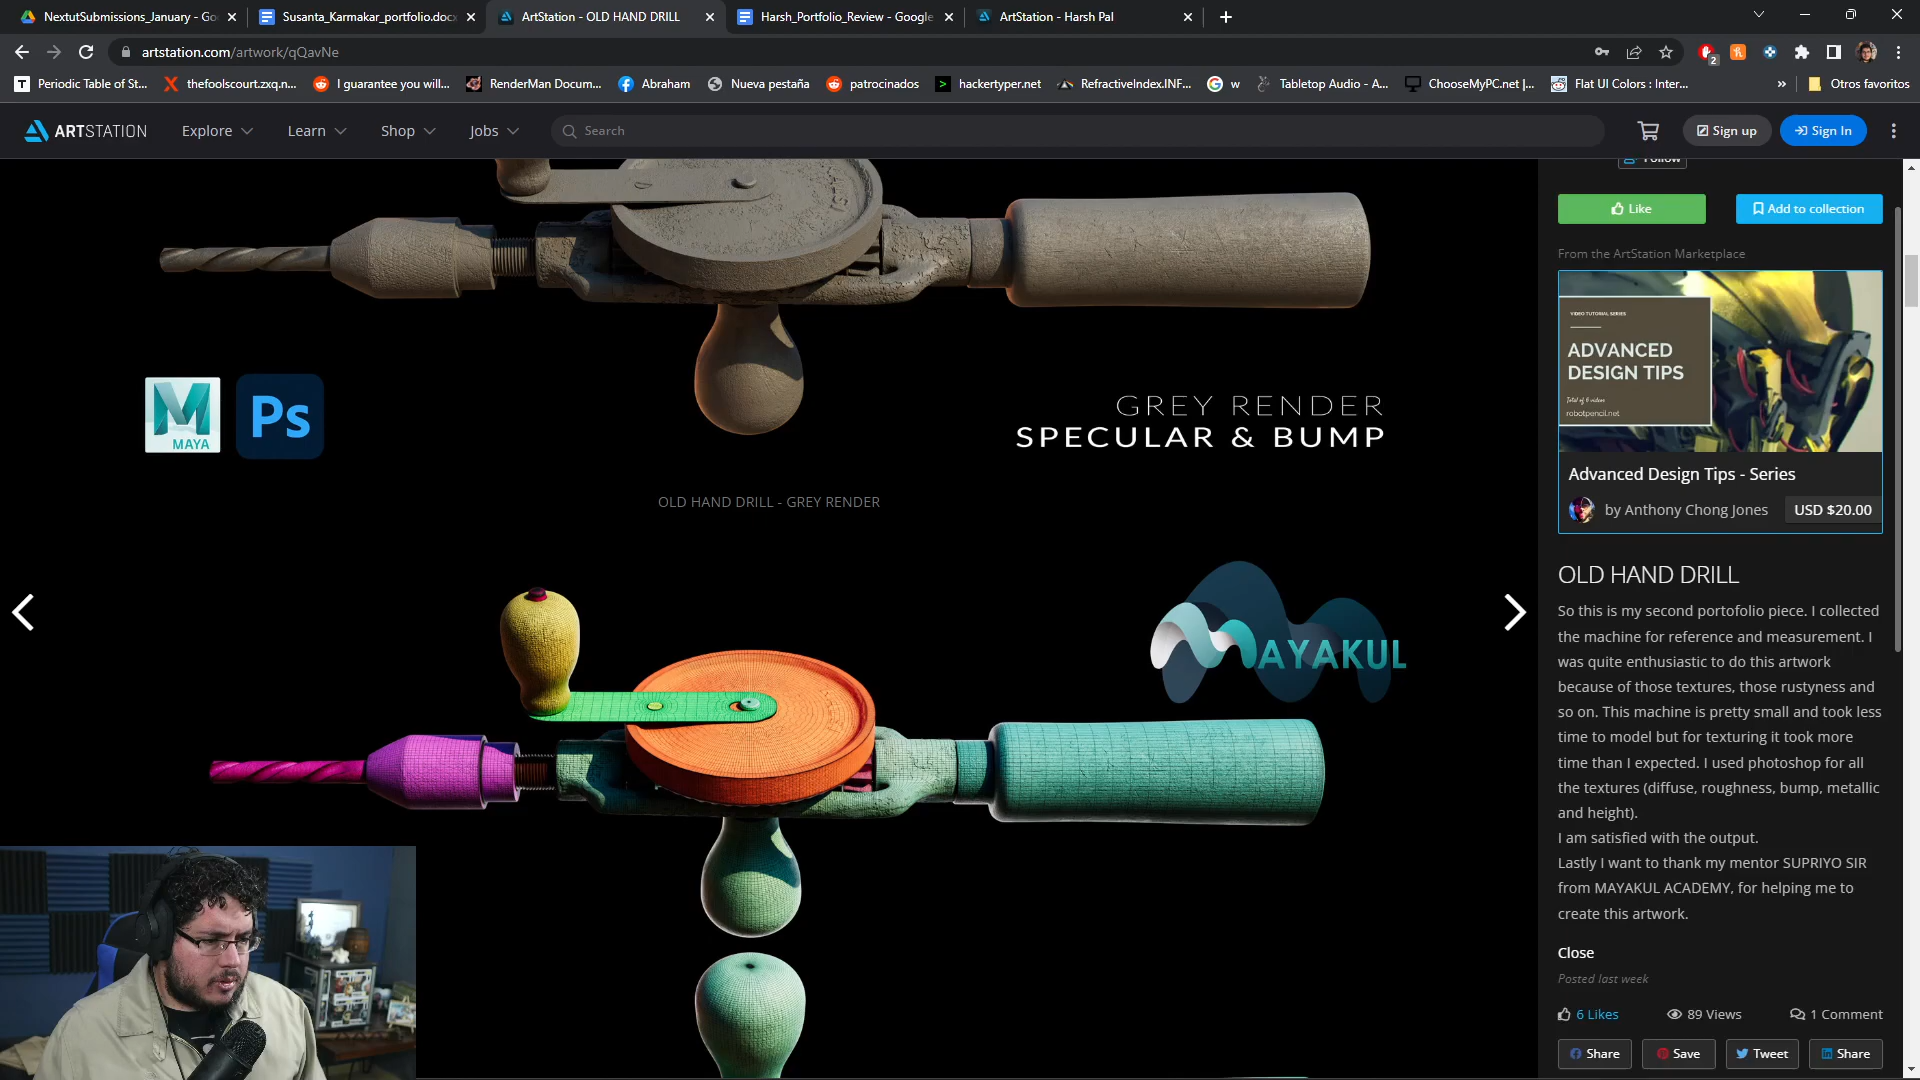 NextutSubmissions_January - Go
Susanta_Karmakar_portfolio.docx
ArtStation - OLD HAND DRILL
Harsh_Portfolio_Review - Google
ArtStation - Harsh Pal
artstation.com/artwork/qQavNe
2
Periodic Table of St...
thefoolscourt.zxq.n...
I guarantee you will...
RenderMan Docum...
Abraham
Nueva pestaña
patrocinados
hackertyper.net
RefractiveIndex.INF...
w
Tabletop Audio - A...
ChooseMyPC.net |...
Flat UI Colors : Inter...
Otros favoritos
ARTSTATION
Explore
Learn
Shop
Jobs
Search
Sign up
Sign In
Follow
Like
Add to collection
From the ArtStation Marketplace
VIDEO TUTORIAL SERIES
ADVANCED
DESIGN TIPS
Total of 6 videos
robotpencil.net
Advanced Design Tips - Series
by Anthony Chong Jones
USD $20.00
MAYA
Ps
GREY RENDER
SPECULAR & BUMP
OLD HAND DRILL - GREY RENDER
MAYAKUL
OLD HAND DRILL
So this is my second portofolio piece. I collected
the machine for reference and measurement. I
was quite enthusiastic to do this artwork
because of those textures, those rustyness and
so on. This machine is pretty small and took less
time to model but for texturing it took more
time than I expected. I used photoshop for all
the textures (diffuse, roughness, bump, metallic
and height).
I am satisfied with the output.
Lastly I want to thank my mentor SUPRIYO SIR
from MAYAKUL ACADEMY, for helping me to
create this artwork.
Close
Posted last week
6 Likes
89 Views
1 Comment
Share
Save
Tweet
Share